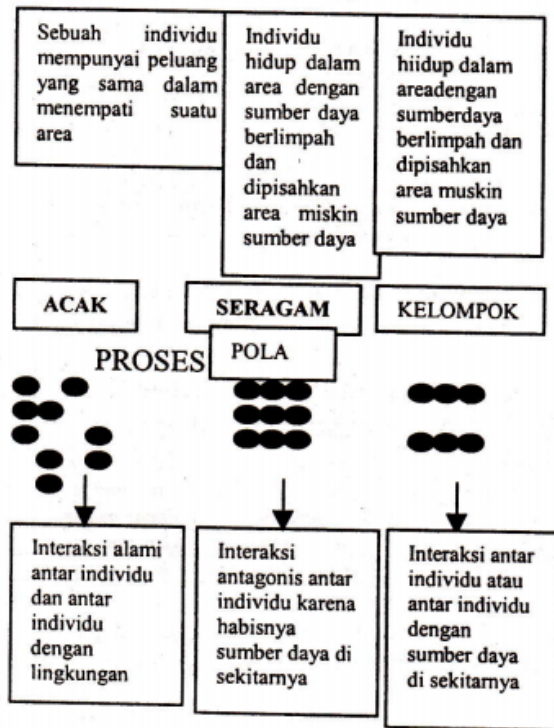 Sebuah individu
mempunyai peluang
yang sama dalam
menempati suatu
area
Individu
hidup dalam
area dengan
sumber daya
berlimpah
dan
dipisahkan
area miskin
sumber daya
Individu
hiidup dalam
areadengan
sumberdaya
berlimpah dan
dipisahkan
area muskin
sumber daya
ACAK
SERAGAM
KELOMPOK
PROSES
POLA
Interaksi alami
antar individu
dan antar
individu
dengan
lingkungan
Interaksi
antagonis antar
individu karena
habisnya
sumber daya di
sekitarnya
Interaksi antar
individu atau
antar individu
dengan
sumber daya
di sekitarnya